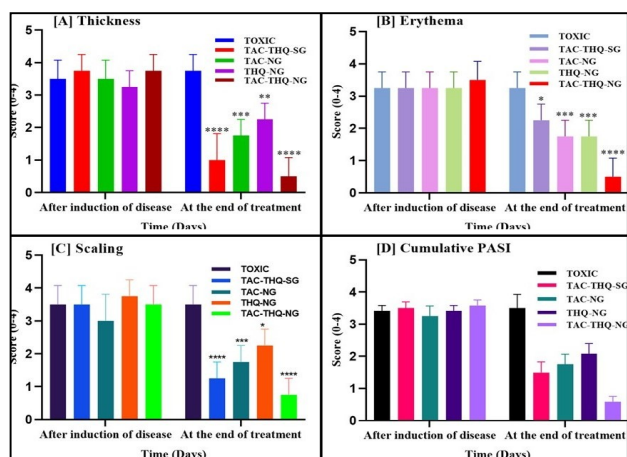 [A] Thickness
TOXIC
TAC-THQ-SG
TAC-NG
THQ-NG
TAC-THQ-NG
Score (0-4)
5
4
3
2
1
0
****
***
**
****
After induction of disease At the end of treatment
Time (Days)
[B] Erythema
TOXIC
TAC-THQ-SG
TAC-NG
THQ-NG
TAC-THQ-NG
Score (0-4)
5
4
3
2
1
0
*
***
***
****
After induction of disease At the end of treatment
Time (Days)
[C] Scaling
TOXIC
TAC-THQ-SG
TAC-NG
THQ-NG
TAC-THQ-NG
Score (0-4)
5
4
3
2
1
0
****
***
*
****
After induction of disease At the end of treatment
Time (Days)
[D] Cumulative PASI
TOXIC
TAC-THQ-SG
TAC-NG
THQ-NG
TAC-THQ-NG
Score (0-4)
5
4
3
2
1
0
After induction of disease At the end of treatment
Time (Days)